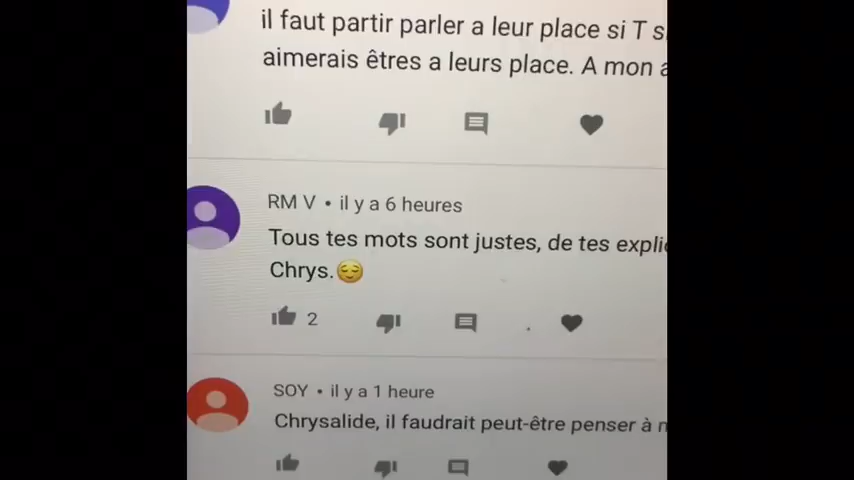 il faut partir parler a leur place si T s
aimerais êtres a leurs place. A mon a
RM V • il y a 6 heures
Tous tes mots sont justes, de tes explic
Chrys.😌
2
SOY • il y a 1 heure
Chrysalide, il faudrait peut-être penser à n